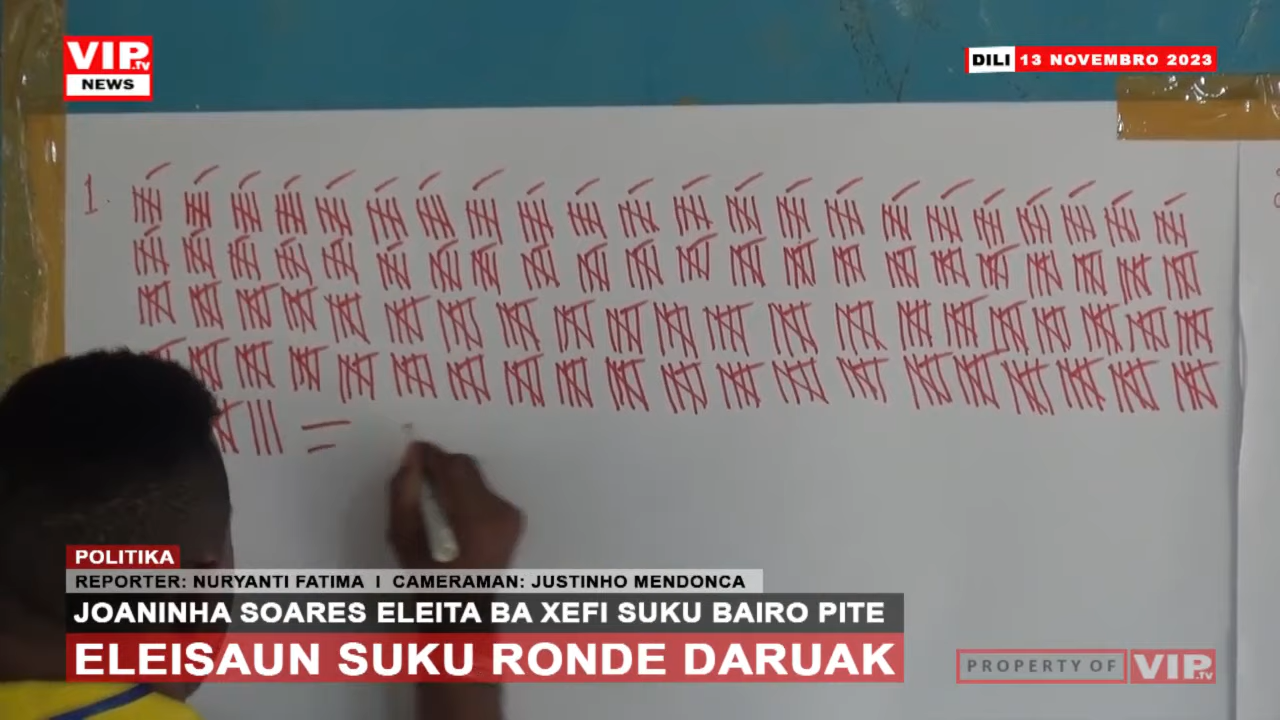 VIP.TV
NEWS
DILI 13 NOVEMBRO 2023
1
=
POLITIKA
REPORTER: NURYANTI FATIMA I CAMERAMAN: JUSTINHO MENDONCA
JOANINHA SOARES ELEITA BA XEFI SUKU BAIRO PITE
ELEISAUN SUKU RONDE DARUAK
PROPERTY OF VIP.TV